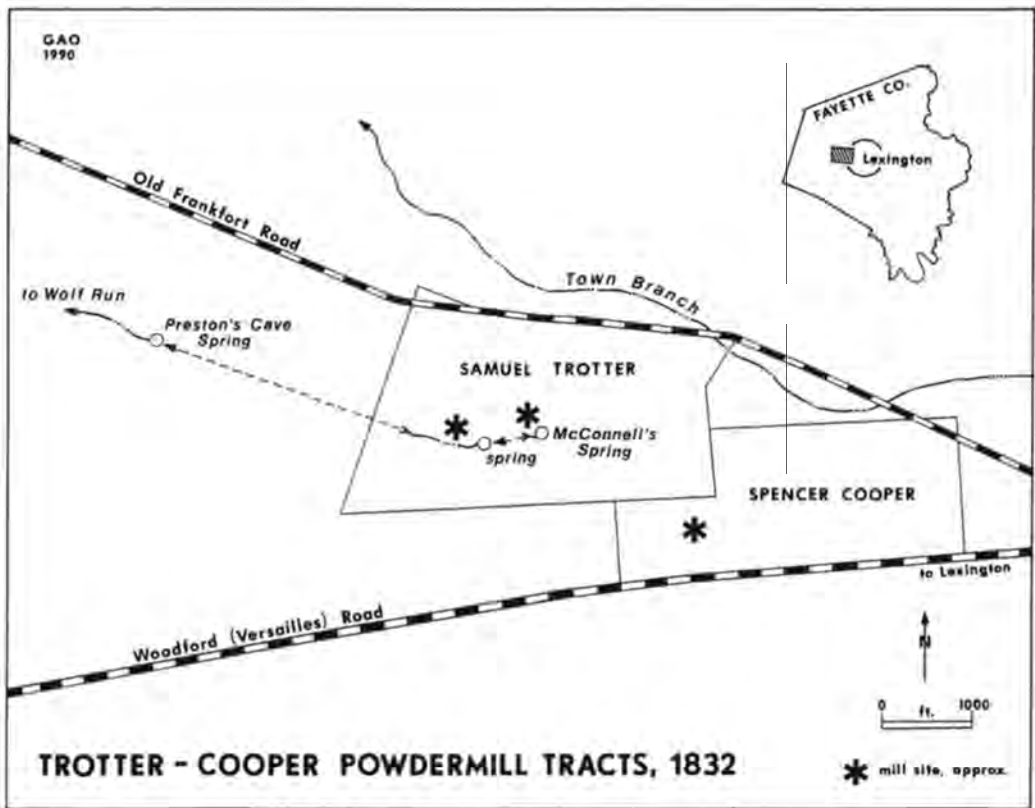 GAO
1990
FAYETTE CO.
Lexington
Old Frankfort Road
Town Branch
to Wolf Run
Preston's Cave
Spring
SAMUEL TROTTER
McConnell's
Spring
spring
SPENCER COOPER
to Lexington
Woodford (Versailles) Road
N
0 1000
ft.
TROTTER - COOPER POWDERMILL TRACTS, 1832
mill site, approx.